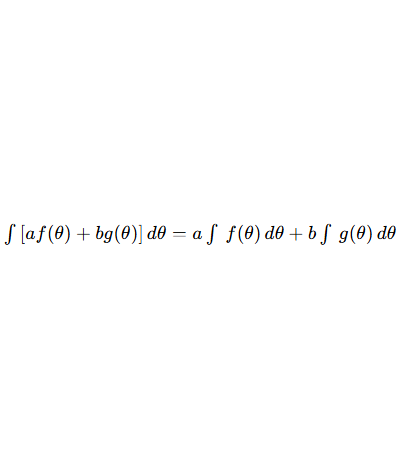 ∫ [af(θ) + bg(θ)] dθ = a ∫ f(θ) dθ + b ∫ g(θ) dθ